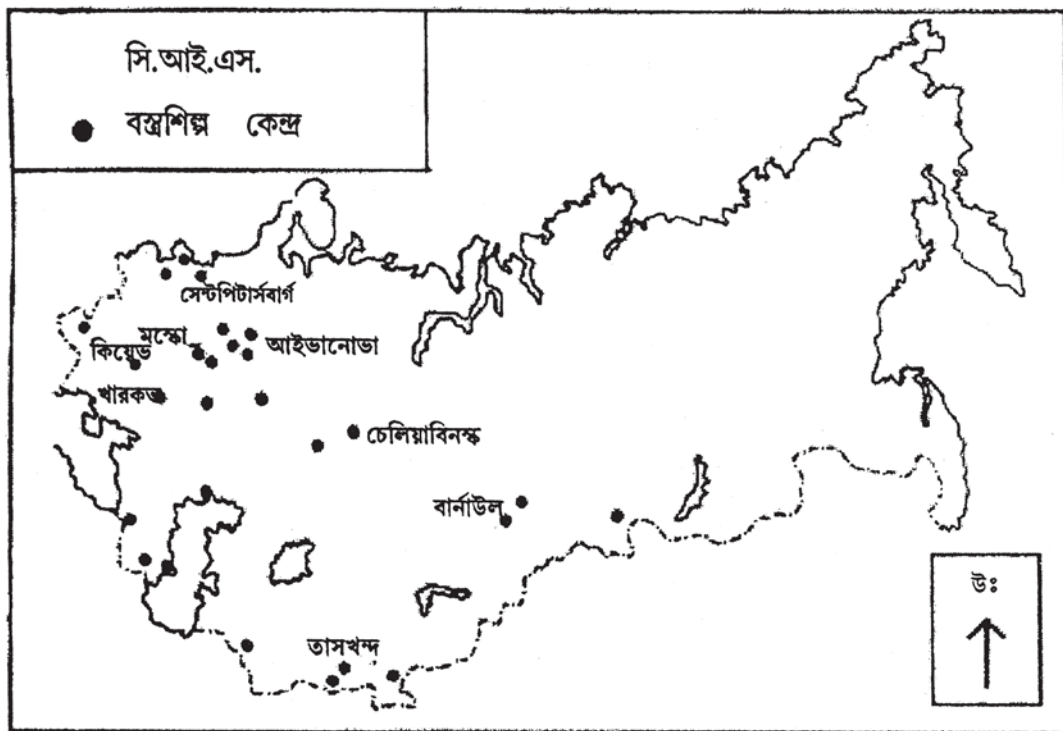 সি.আই.এস.
বস্ত্রশিল্প কেন্দ্র
সেন্টপিটার্সবার্গ
মস্কো
আইভানোভা
কিয়েভ
খারকভ
চেলিয়াবিনস্ক
বার্নাউল
তাসখন্দ
উঃ